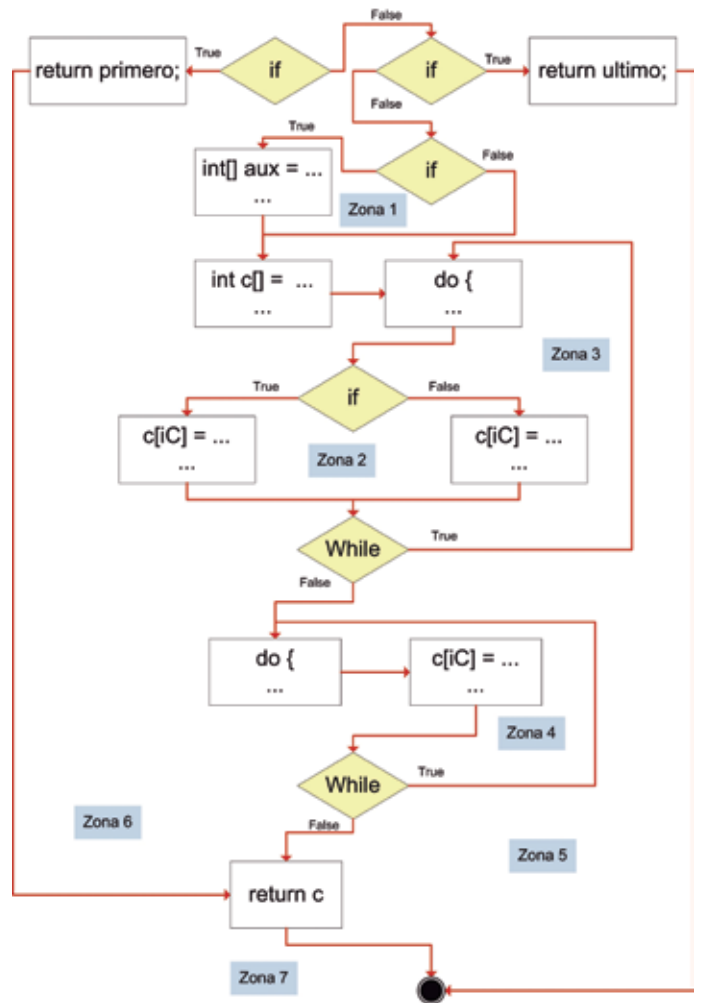 False
True
return primero;
if
if
True
return ultimo;
False
True
int[] aux = ...
...
if
False
Zona 1
int c[] = ...
...
do {
...
Zona 3
True
if
False
c[iC] = ...
...
Zona 2
c[iC] = ...
...
While
True
False
do {
...
c[iC] = ...
...
Zona 4
While
True
Zona 6
False
Zona 5
return c
Zona 7